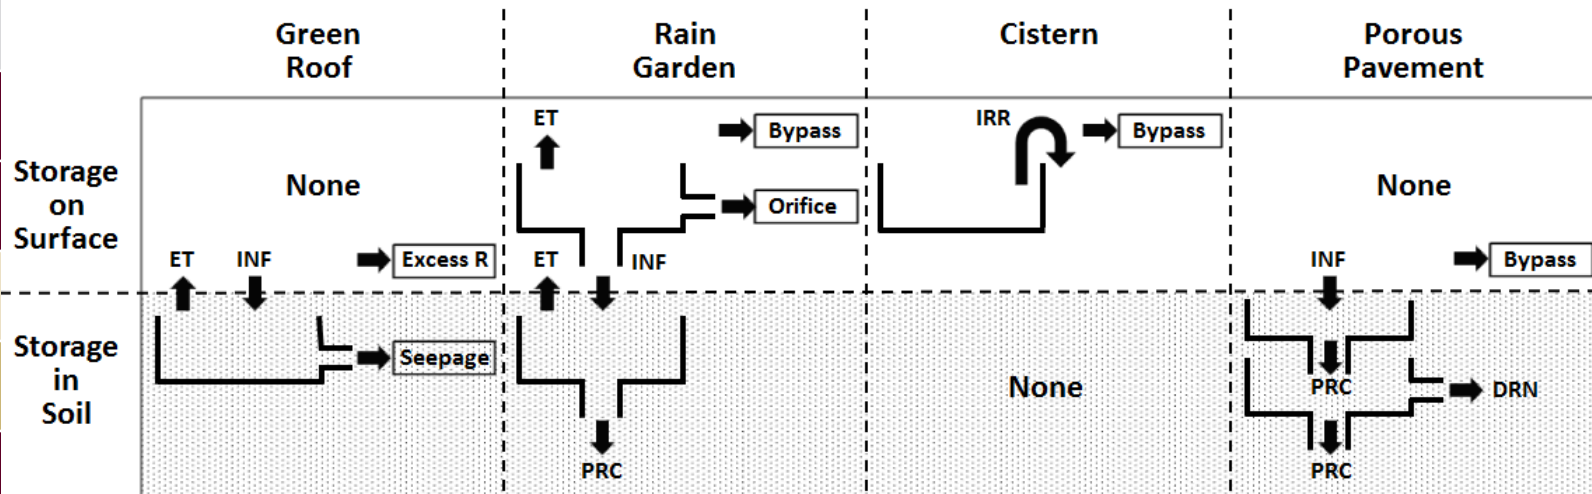 Green
Roof
Rain
Garden
Cistern
Porous
Pavement
Storage
on
Surface
None
ET
INF
Excess R
ET
Bypass
Orifice
ET
INF
IRR
Bypass
None
INF
Bypass
Storage
in
Soil
Seepage
PRC
None
PRC
DRN
PRC